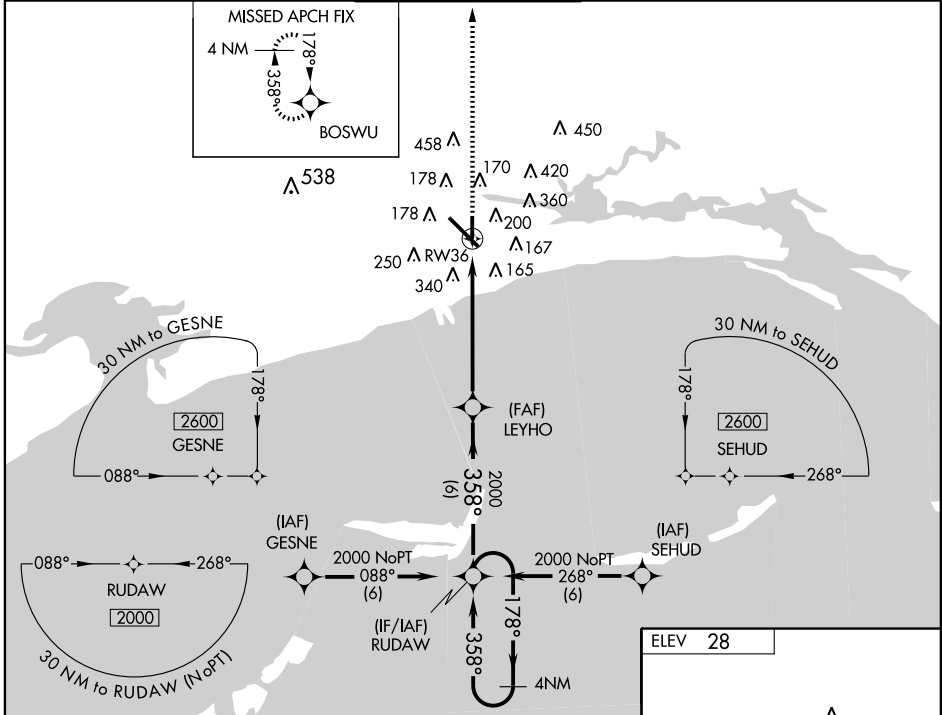 MISSED APCH FIX
4 NM
178°
358°
BOSWU
538
458
450
178
170
420
360
178
200
250
RW36
167
340
165
30 NM to GESNE
178°
2600
GESNE
088°
30 NM to SEHUD
178°
2600
SEHUD
268°
(FAF)
LEYHO
2000
358°
(6)
(IAF)
GESNE
2000 NoPT
088°
(6)
(IAF)
SEHUD
2000 NoPT
268°
(6)
088°
268°
RUDAW
2000
30 NM to RUDAW (NoPT)
(IF/IAF)
RUDAW
178°
358°
4NM
ELEV 28